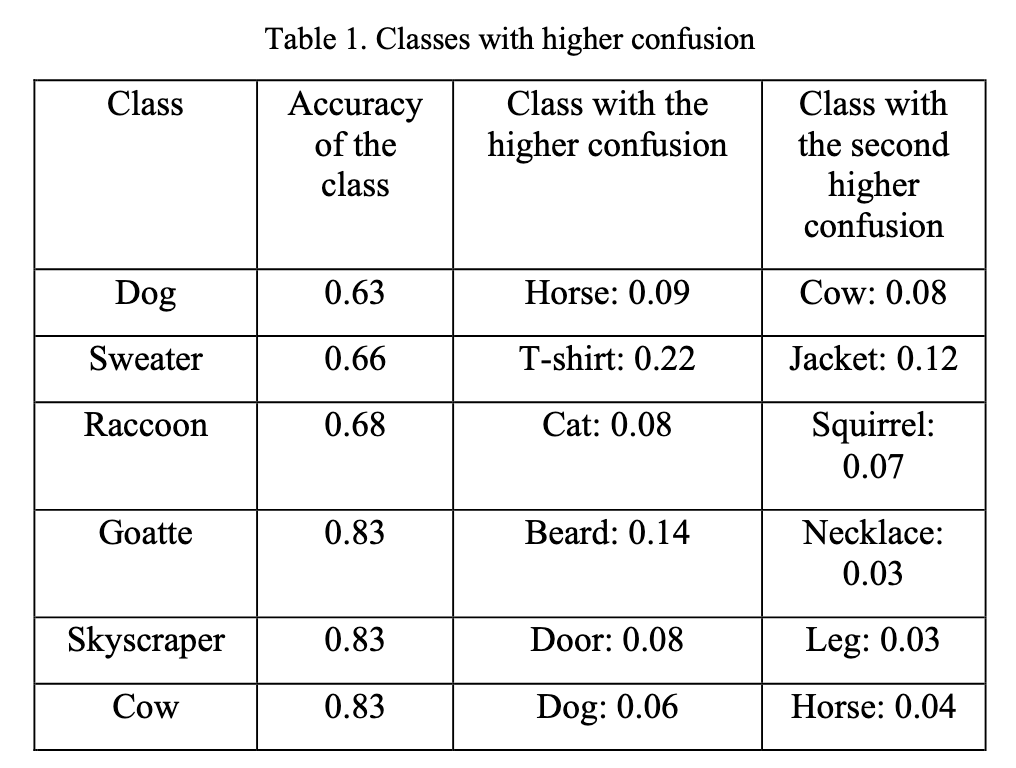 Table 1. Classes with higher confusion
Class
Accuracy
of the
class
Class with the
higher confusion
Class with
the second
higher
confusion
Dog
0.63
Horse: 0.09
Cow: 0.08
Sweater
0.66
T-shirt: 0.22
Jacket: 0.12
Raccoon
0.68
Cat: 0.08
Squirrel:
0.07
Goatte
0.83
Beard: 0.14
Necklace:
0.03
Skyscraper
0.83
Door: 0.08
Leg: 0.03
Cow
0.83
Dog: 0.06
Horse: 0.04